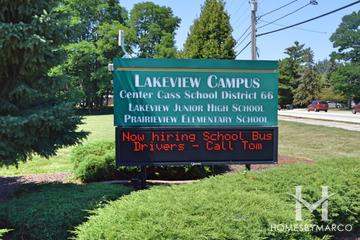 LAKEVIEW CAMPUS
CENTER CASS SCHOOL DISTRICT 66
LAKEVIEW JUNIOR HIGH SCHOOL
PRAIRIEVIEW ELEMENTARY SCHOOL
Now hiring School Bus
Drivers - Call Tom
HOMESBYMARCO